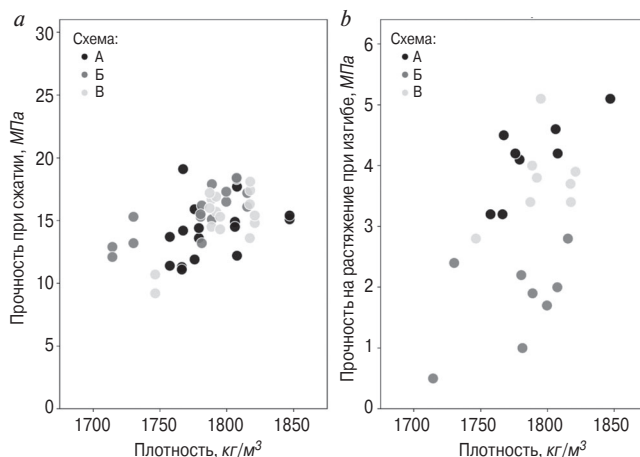 a
Схема:
А
Б
В
Прочность при сжатии, МПа
30
25
20
15
10
5
0
1700 1750 1800 1850
Плотность, кг/м³
b
Схема:
А
Б
В
Прочность на растяжение при изгибе, МПа
6
5
4
3
2
1
0
1700 1750 1800 1850
Плотность, кг/м³